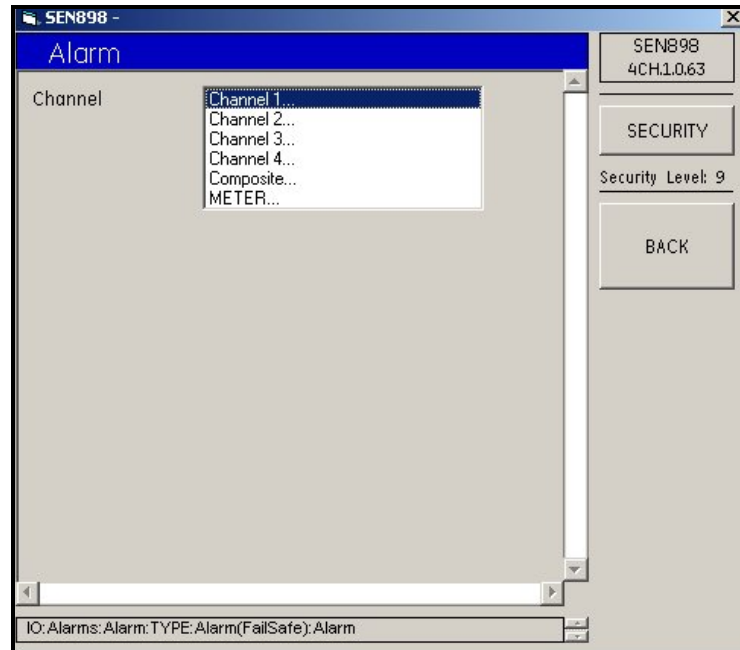 SEN898 -
Alarm
Channel
Channel 1...
Channel 2...
Channel 3...
Channel 4...
Composite...
METER...
SEN898
4CH.1.0.63
SECURITY
Security Level: 9
BACK
IO:Alarms:Alarm:TYPE:Alarm(FailSafe):Alarm